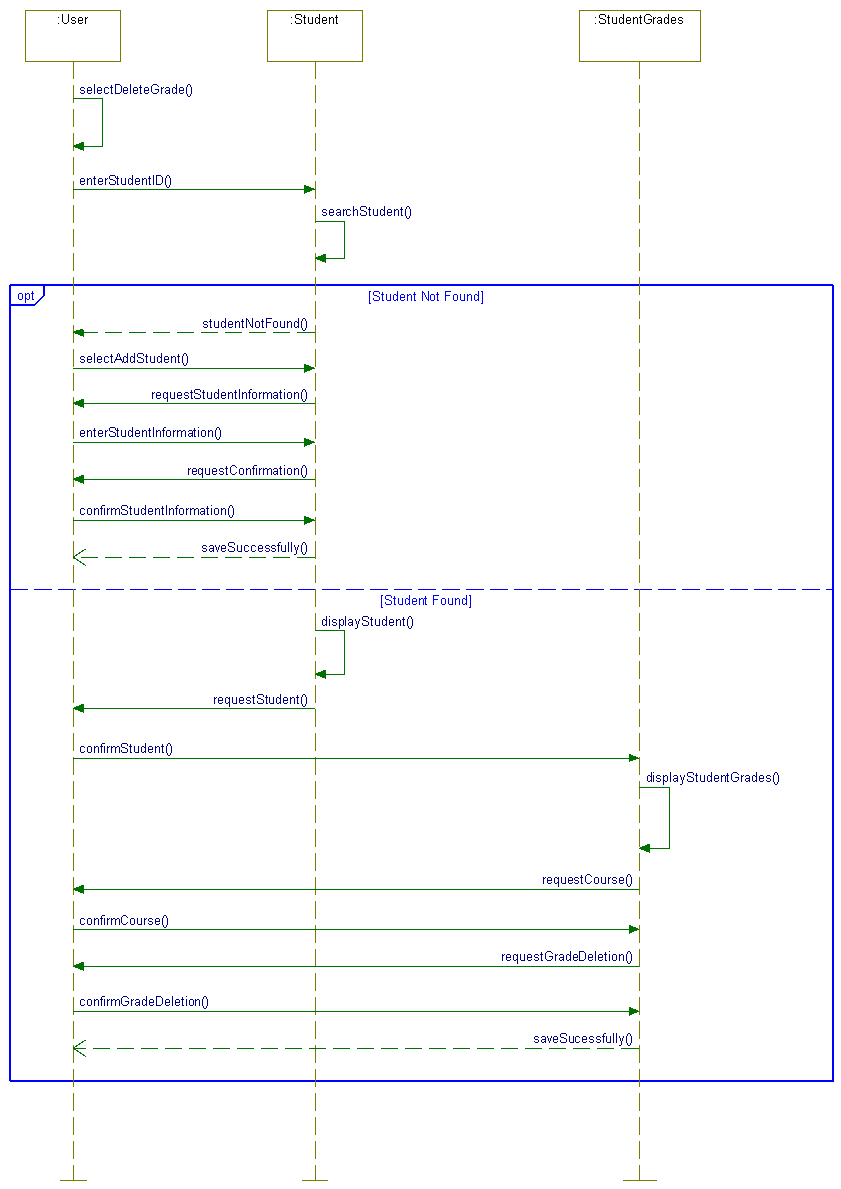 :User
:Student
:StudentGrades
selectDeleteGrade()
enterStudentID()
searchStudent()
opt
[Student Not Found]
studentNotFound()
selectAddStudent()
requestStudentInformation()
enterStudentInformation()
requestConfirmation()
confirmStudentInformation()
saveSuccessfully()
[Student Found]
displayStudent()
requestStudent()
confirmStudent()
displayStudentGrades()
requestCourse()
confirmCourse()
requestGradeDeletion()
confirmGradeDeletion()
saveSucessfully()